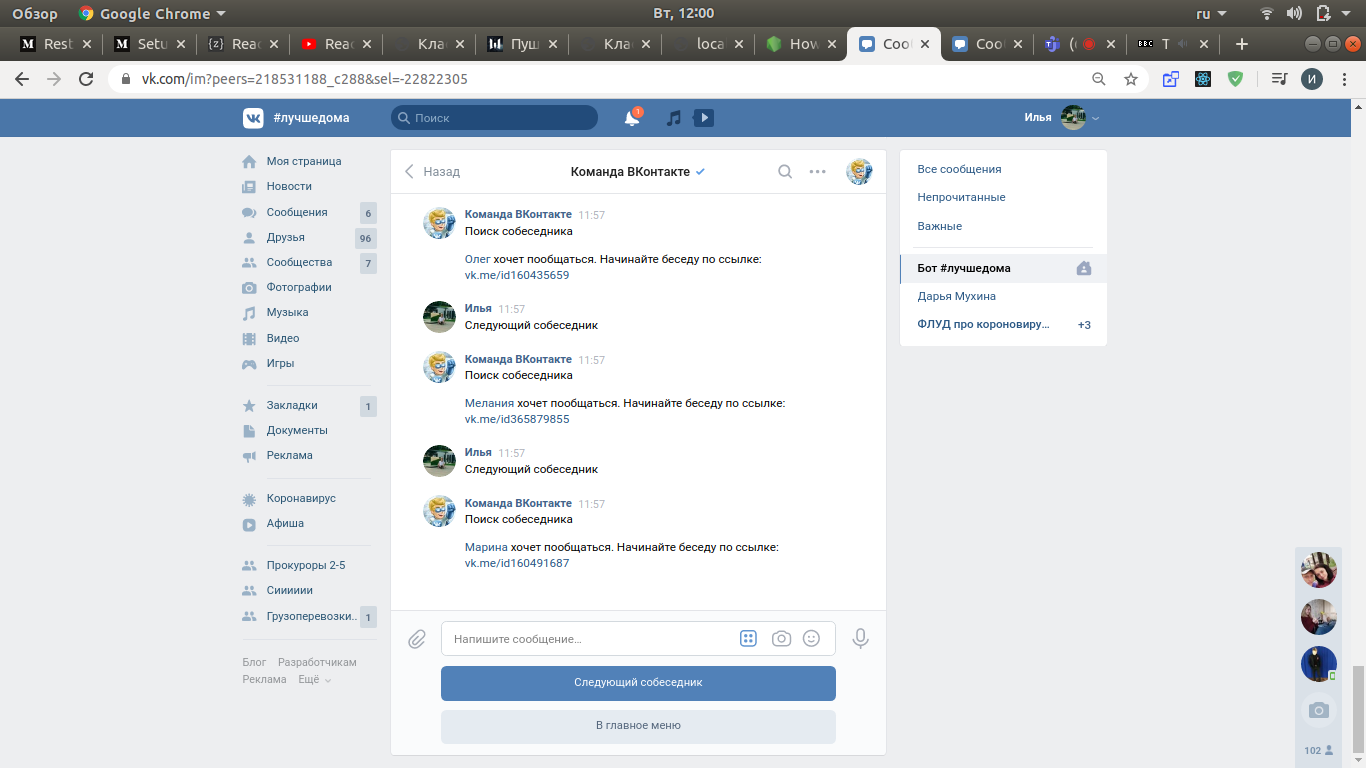 Обзор
Google Chrome
Вт, 12:00
ru
Rest
Setu
Reac
Reac
Кла
Пуш
Кла
loca
How
Соо
Соо
(
BBC
T
vk.com/im?peers=218531188_c288&sel=-22822305
И
#лучшедома
Поиск
1
Илья
Моя страница
Новости
Сообщения 6
Друзья 96
Сообщества 7
Фотографии
Музыка
Видео
Игры
Закладки 1
Документы
Реклама
Коронавирус
Афиша
Прокуроры 2-5
Сииииии
Грузоперевозки.. 1
Блог Разработчикам
Реклама Ещё
Назад
Команда ВКонтакте
Команда ВКонтакте 11:57
Поиск собеседника
Олег хочет пообщаться. Начинайте беседу по ссылке:
vk.me/id160435659
Илья 11:57
Следующий собеседник
Команда ВКонтакте 11:57
Поиск собеседника
Мелания хочет пообщаться. Начинайте беседу по ссылке:
vk.me/id365879855
Илья 11:57
Следующий собеседник
Команда ВКонтакте 11:57
Поиск собеседника
Марина хочет пообщаться. Начинайте беседу по ссылке:
vk.me/id160491687
Напишите сообщение...
Следующий собеседник
В главное меню
Все сообщения
Непрочитанные
Важные
Бот #лучшедома
Дарья Мухина
ФЛУД про короновиру... +3
102